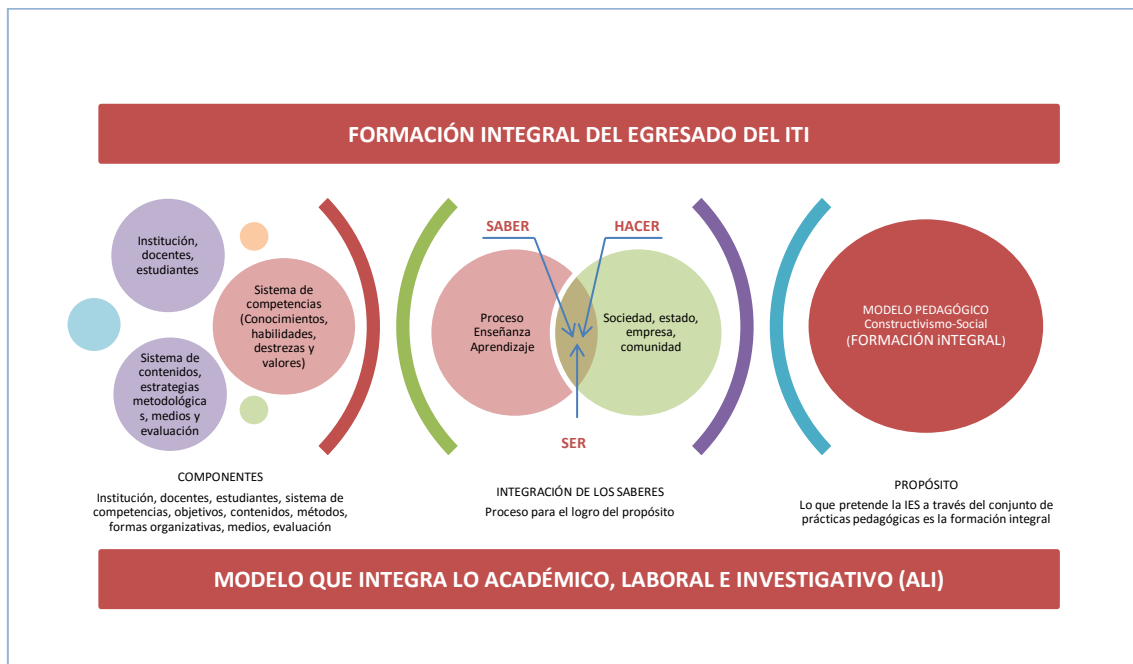 FORMACIÓN INTEGRAL DEL EGRESADO DEL ITI
Institución,
docentes,
estudiantes
Sistema de
competencias
(Conocimientos,
habilidades,
destrezas y
valores)
Sistema de
contenidos,
estrategias
metodológica
s, medios y
evaluación
COMPONENTES
Institución, docentes, estudiantes, sistema de
competencias, objetivos, contenidos, métodos,
formas organizativas, medios, evaluación
SABER
HACER
Proceso
Enseñanza
Aprendizaje
Sociedad, estado,
empresa,
comunidad
SER
INTEGRACIÓN DE LOS SABERES
Proceso para el logro del propósito
MODELO PEDAGÓGICO
Constructivismo-Social
(FORMACIÓN iNTEGRAL)
PROPÓSITO
Lo que pretende la IES a través del conjunto de
prácticas pedagógicas es la formación integral
MODELO QUE INTEGRA LO ACADÉMICO, LABORAL E INVESTIGATIVO (ALI)